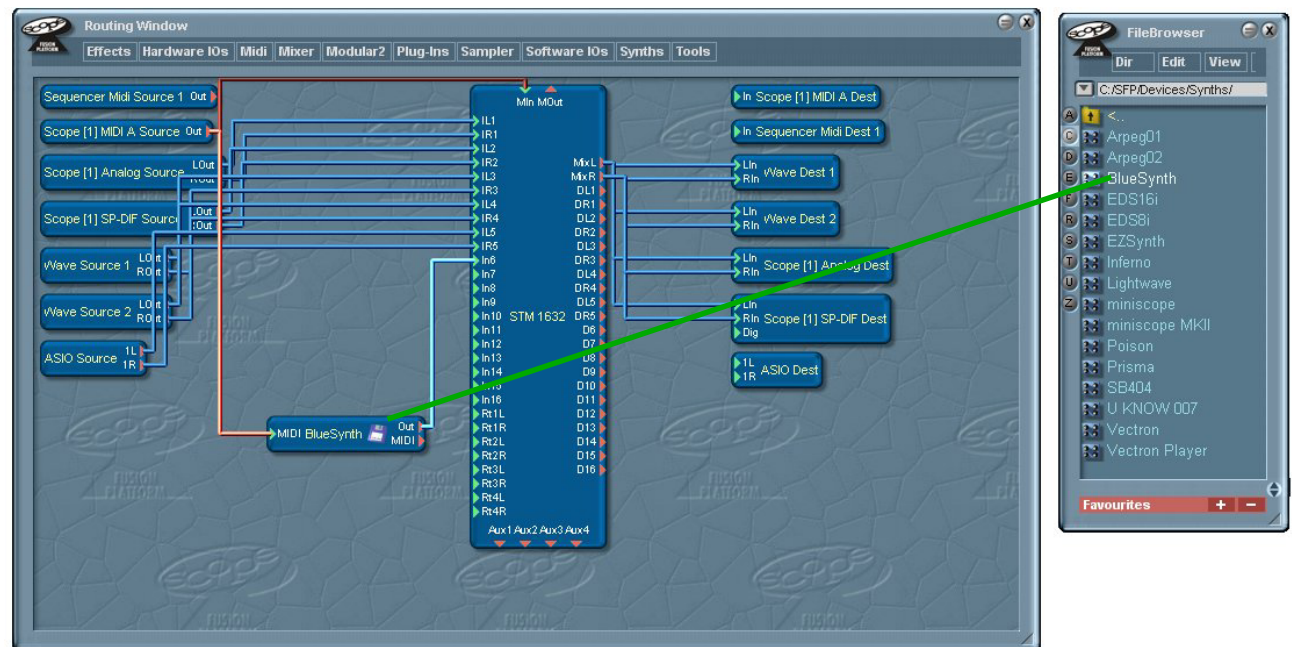 Routing Window
Effects Hardware IOs Midi Mixer Modular2 Plug-Ins Sampler Software IOs Synths Tools
Sequencer Midi Source 1 Out
Scope [1] MIDI A Source Out
Scope [1] Analog Source LOut
ROut
Scope [1] SP-DIF Source LOut
:Out
Wave Source 1 LOut
ROut
Wave Source 2 LOut
ROut
ASIO Source 1L
1R
MIDI BlueSynth Out
MIDI
MIn MOut
IL1
IR1
IL2
IR2 MixL
IL3 MixR
IR3 DL1
IL4 DR1
IR4 DL2
IL5 DR2
IR5 DL3
In6 DR3
In7 DL4
In8 DR4
In9 DL5
In10 STM 1632 DR5
In11 D6
In12 D7
In13 D8
In14 D9
In15 D10
In16 D11
Rt1L D12
Rt1R D13
Rt2L D14
Rt2R D15
Rt3L D16
Rt3R
Rt4L
Rt4R
Aux1 Aux2 Aux3 Aux4
In Scope [1] MIDI A Dest
In Sequencer Midi Dest 1
LIn
RIn Wave Dest 1
LIn
RIn Wave Dest 2
LIn
RIn Scope [1] Analog Dest
LIn
RIn Scope [1] SP-DIF Dest
Dig
1L
1R ASIO Dest
scope
FUSION
PLATFORM
FileBrowser
Dir Edit View
C:/SFP/Devices/Synths/
A <..
C Arpeg01
D Arpeg02
E BlueSynth
F EDS16i
R EDS8i
S EZSynth
T Inferno
U Lightwave
Z miniscope
miniscope MKII
Poison
Prisma
SB404
U KNOW 007
Vectron
Vectron Player
Favourites + −